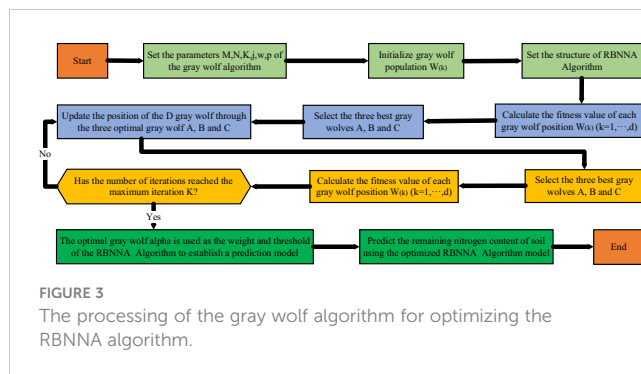 Start
Set the parameters M,N,K,j,w,p of
the gray wolf algorithm
Initialize gray wolf
population W(k)
Set the structure of RBNNA
Algorithm
Update the position of the D gray wolf through
the three optimal gray wolf A, B and C
Select the three best gray
wolves A, B and C
Calculate the fitness value of each
gray wolf position W(k) (k=1,···,d)
No
Has the number of iterations reached the
maximum iteration K?
Calculate the fitness value of each
gray wolf position W(k) (k=1,···,d)
Select the three best gray
wolves A, B and C
Yes
The optimal gray wolf alpha is used as the weight and threshold
of the RBNNA Algorithm to establish a prediction model
Predict the remaining nitrogen content of soil
using the optimized RBNNA Algorithm model
End
FIGURE 3
The processing of the gray wolf algorithm for optimizing the
RBNNA algorithm.